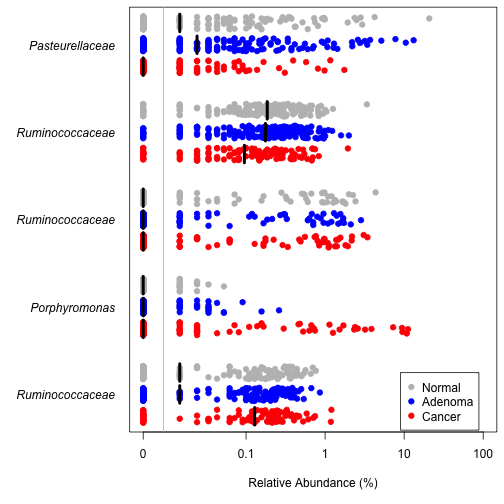 Pasteurellaceae
Ruminococcaceae
Ruminococcaceae
Porphyromonas
Ruminococcaceae
Normal
Adenoma
Cancer
0 0.1 1 10 100
Relative Abundance (%)